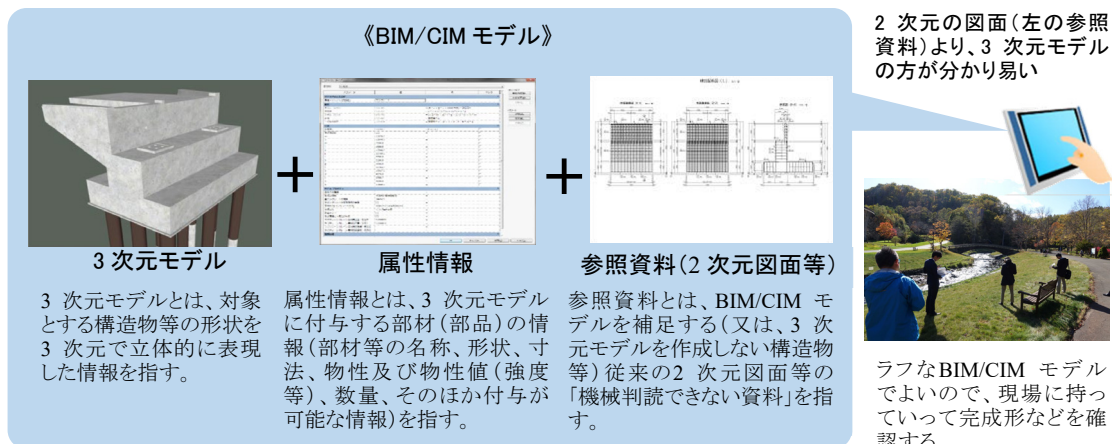 《BIM/CIM モデル》
3 次元モデル
3 次元モデルとは、対象
とする構造物等の形状を
3 次元で立体的に表現
した情報を指す。
属性情報
属性情報とは、3 次元モデル
に付与する部材(部品)の情
報(部材等の名称、形状、寸
法、物性及び物性値(強度
等)、数量、そのほか付与が
可能な情報)を指す。
参照資料(2 次元図面等)
参照資料とは、BIM/CIM モ
デルを補足する(又は、3 次
元モデルを作成しない構造物
等)従来の2 次元図面等の
「機械判読できない資料」を指
す。
2 次元の図面(左の参照
資料)より、3 次元モデル
の方が分かり易い
ラフなBIM/CIM モデル
でよいので、現場に持っ
ていって完成形などを確
認する